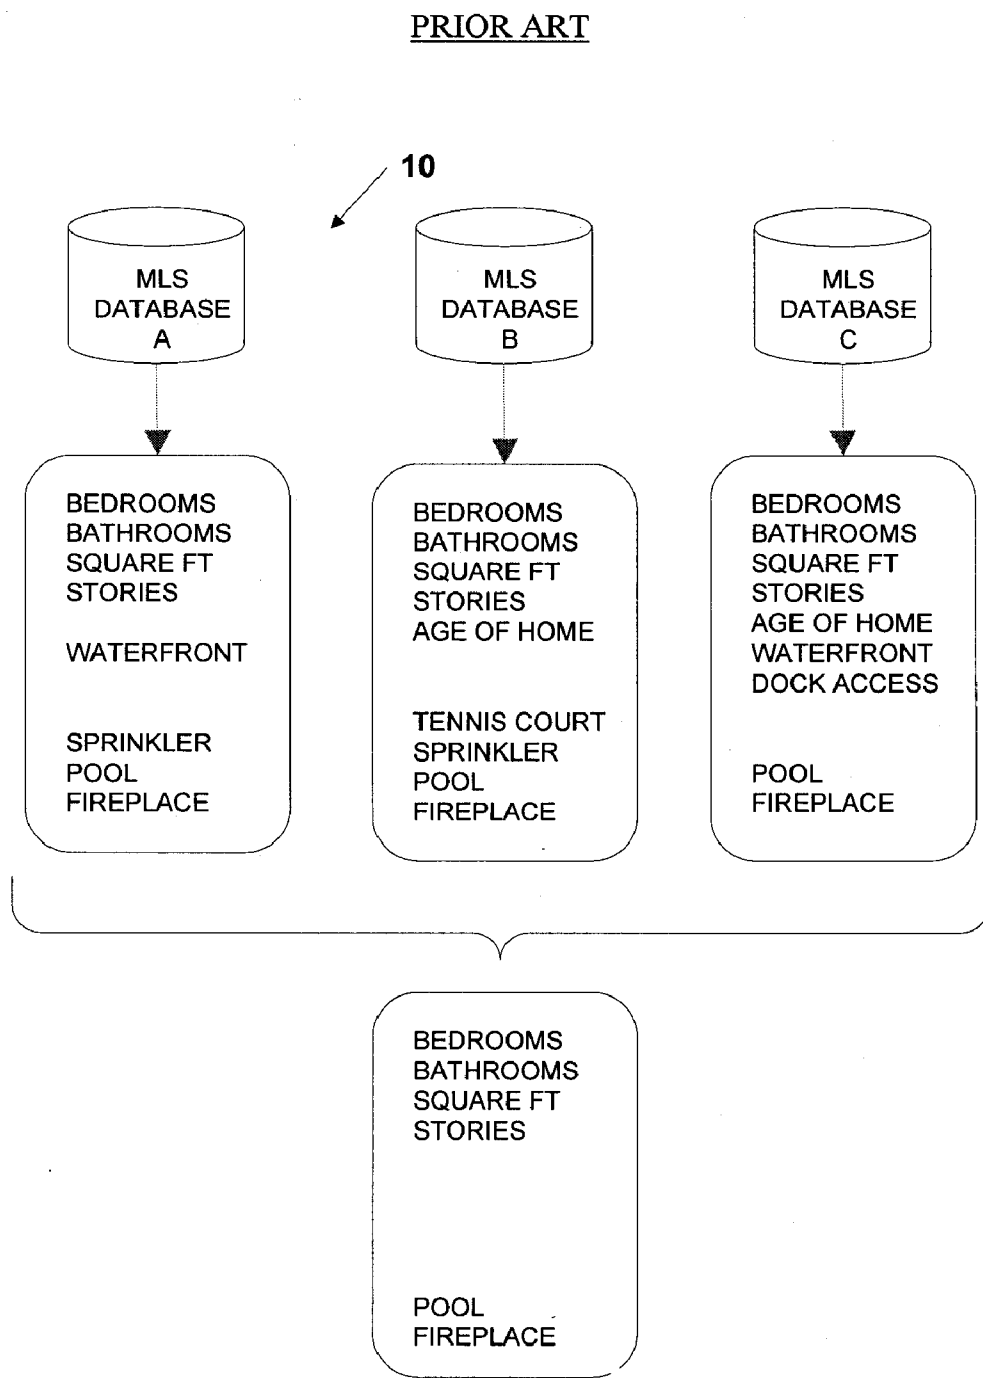 PRIOR ART
10
MLS
DATABASE
A
MLS
DATABASE
B
MLS
DATABASE
C
BEDROOMS
BATHROOMS
SQUARE FT
STORIES
WATERFRONT
SPRINKLER
POOL
FIREPLACE
BEDROOMS
BATHROOMS
SQUARE FT
STORIES
AGE OF HOME
TENNIS COURT
SPRINKLER
POOL
FIREPLACE
BEDROOMS
BATHROOMS
SQUARE FT
STORIES
AGE OF HOME
WATERFRONT
DOCK ACCESS
POOL
FIREPLACE
BEDROOMS
BATHROOMS
SQUARE FT
STORIES
POOL
FIREPLACE